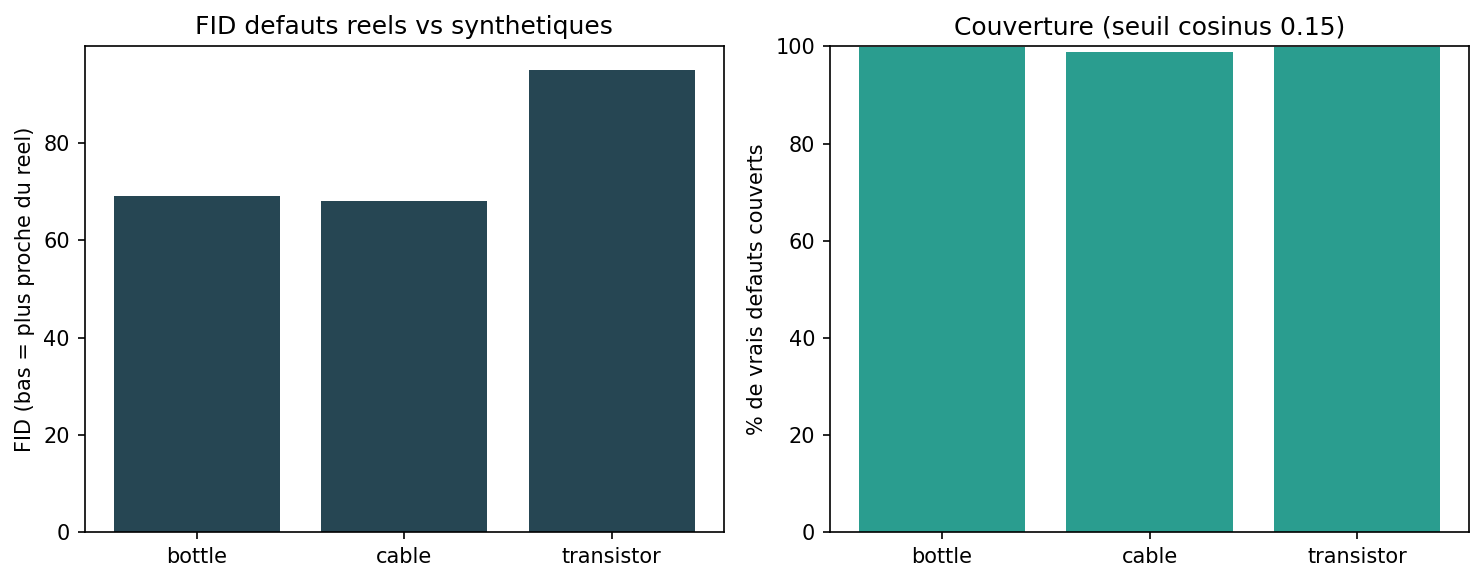 FID defauts reels vs synthetiques
FID (bas = plus proche du reel)
80
60
40
20
0
bottle
cable
transistor
Couverture (seuil cosinus 0.15)
% de vrais defauts couverts
100
80
60
40
20
0
bottle
cable
transistor